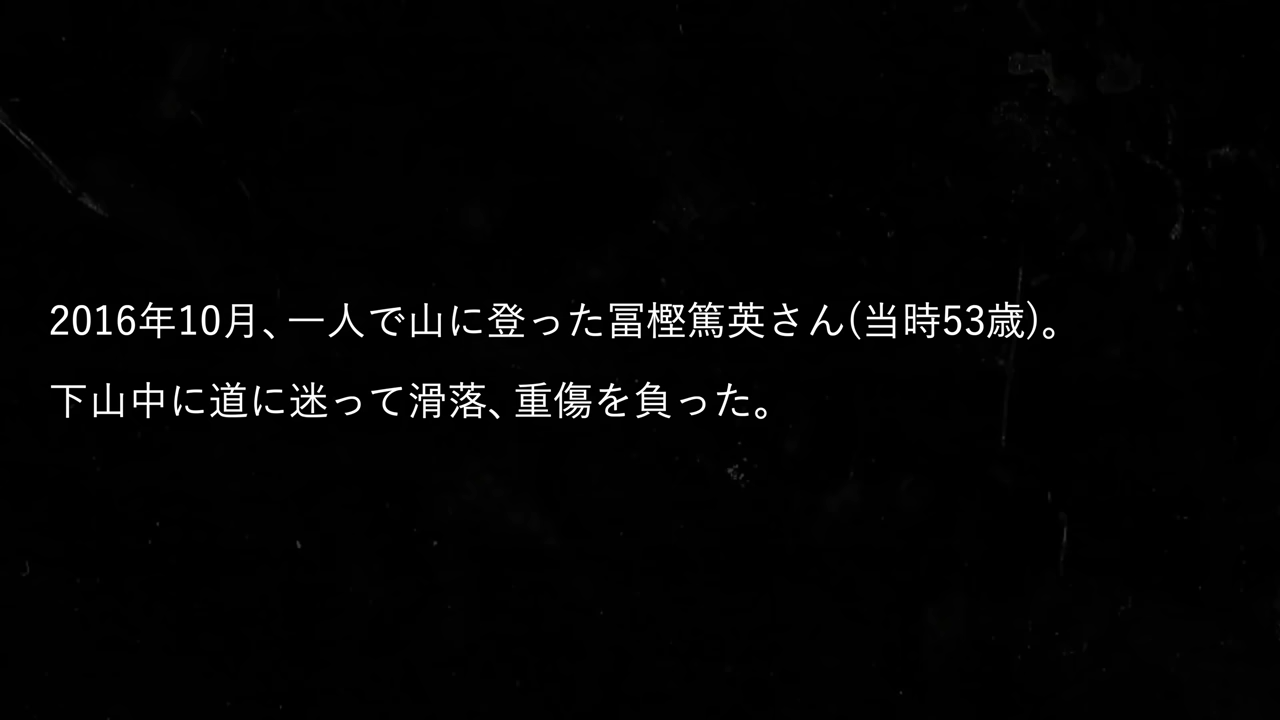 2016年10月、一人で山に登った冨樫篤英さん(当時53歳)。
下山中に道に迷って滑落、重傷を負った。